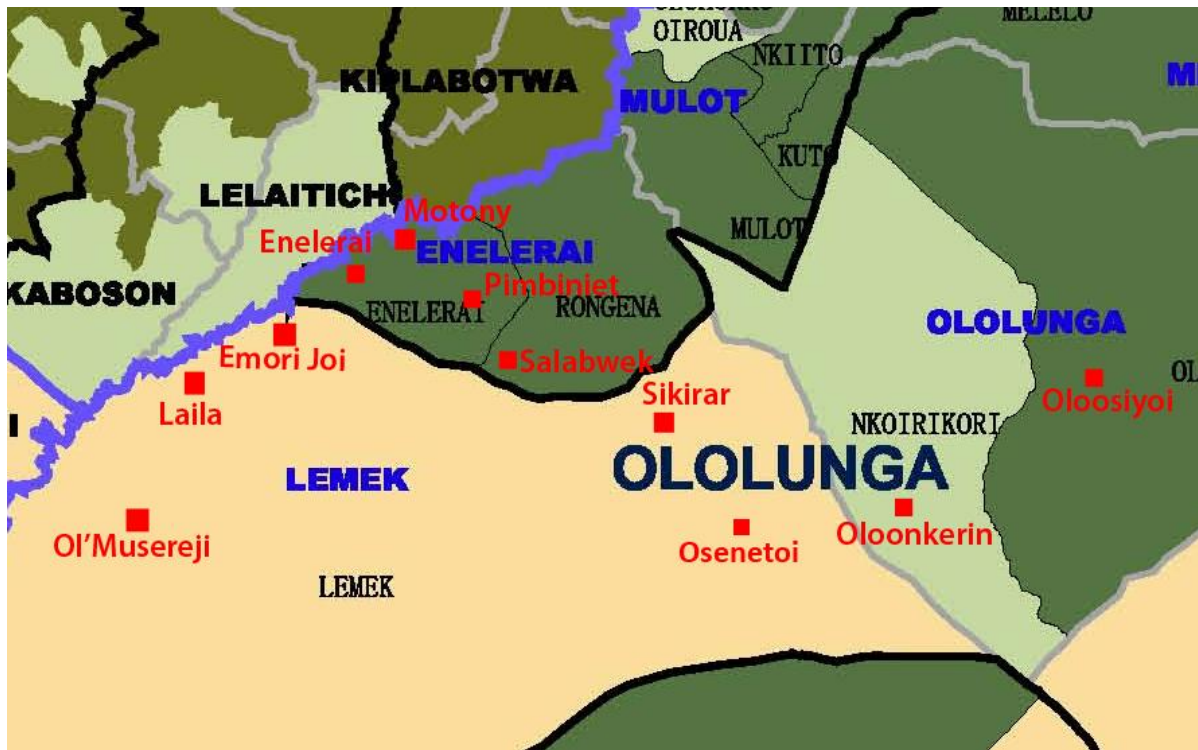 OIROUA
MELELO
NKIITO
KIPLABOTWA
MULOT
KUTO
LELAITICH
Motony
MULOT
Enelerai
ENELERAI
Pimbiniet
KABOSON
ENELERAI
RONGENA
OLOLUNGA
Emori Joi
Salabwek
Sikirar
Oloosiyoi
Laila
NKOIRIKORI
OLOLUNGA
LEMEK
Oloonkerin
Ol'Musereji
Osenetoi
LEMEK